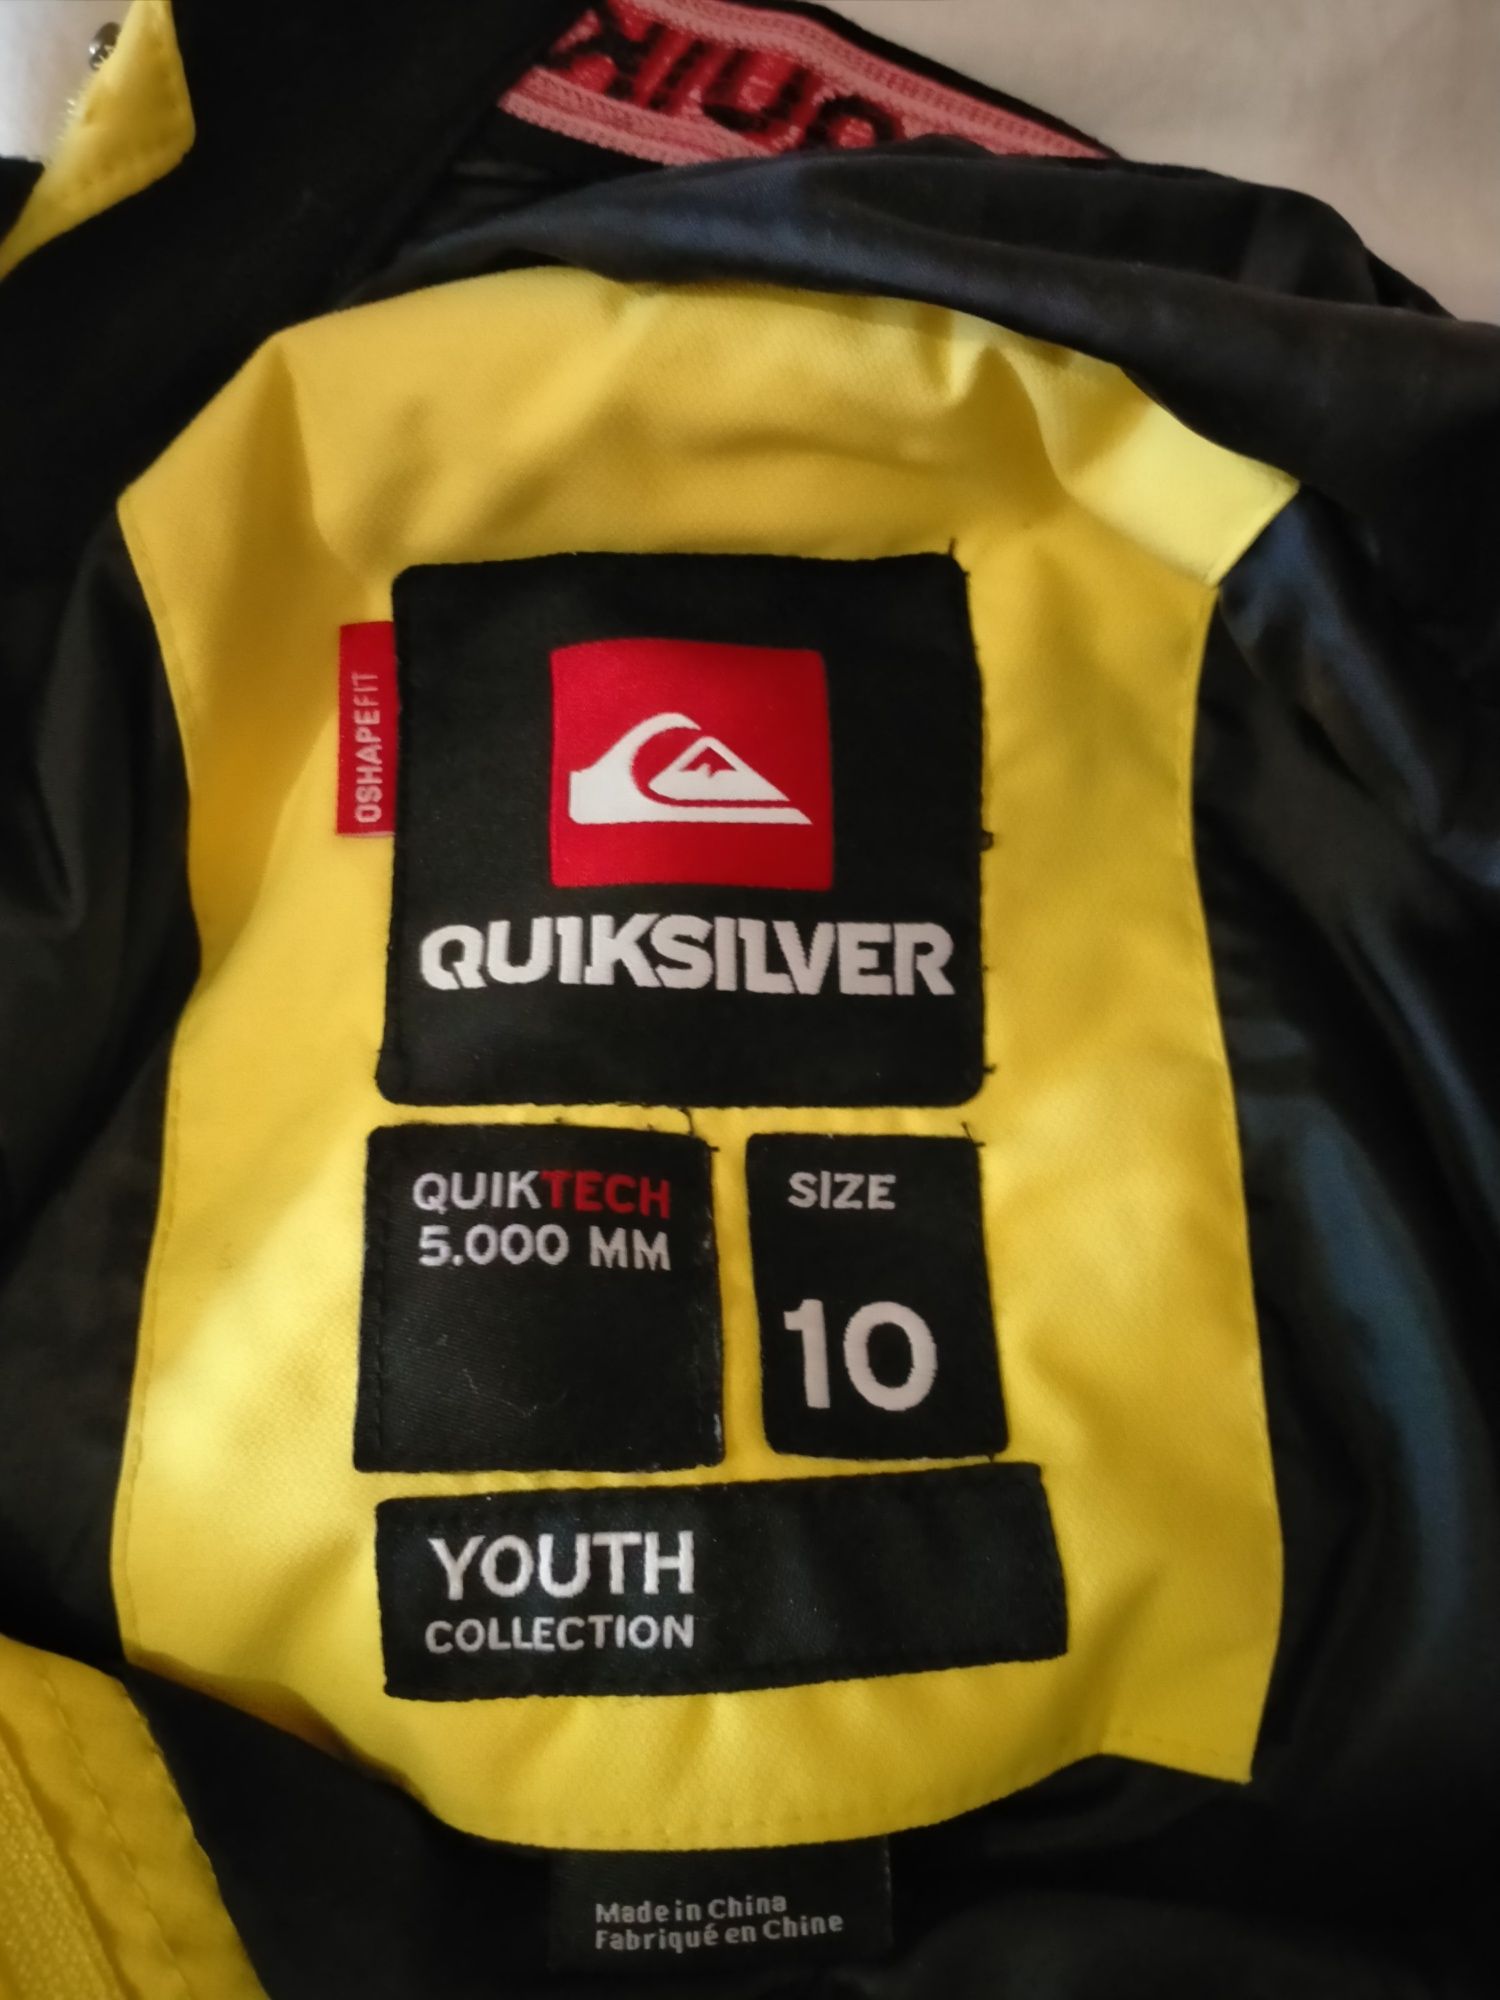 OSHAPEFIT
QUIKSILVER
QUIKTECH
5.000 MM
SIZE
10
YOUTH
COLLECTION
Made in China
Fabriqué en Chine